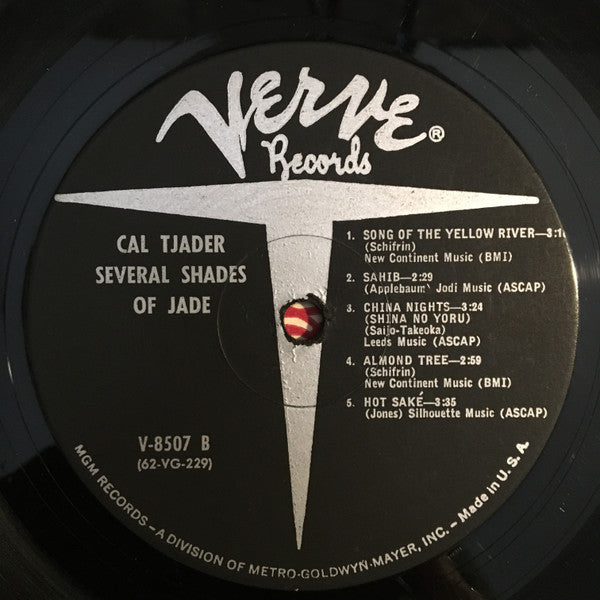 Verve ®
Records
CAL TJADER
SEVERAL SHADES
OF JADE
V-8507 B
(62-VG-229)
1. SONG OF THE YELLOW RIVER—3:1
(Schifrin)
New Continent Music (BMI)
2. SAHIB—2:29
(Applebaum) Jodi Music (ASCAP)
3. CHINA NIGHTS—3:24
(SHINA NO YORU)
(Saijo-Takeoka)
Leeds Music (ASCAP)
4. ALMOND TREE—2:59
(Schifrin)
New Continent Music (BMI)
5. HOT SAKÉ—3:35
(Jones) Silhouette Music (ASCAP)
MGM RECORDS – A DIVISION OF METRO-GOLDWYN-MAYER, INC. – Made in U. S. A.